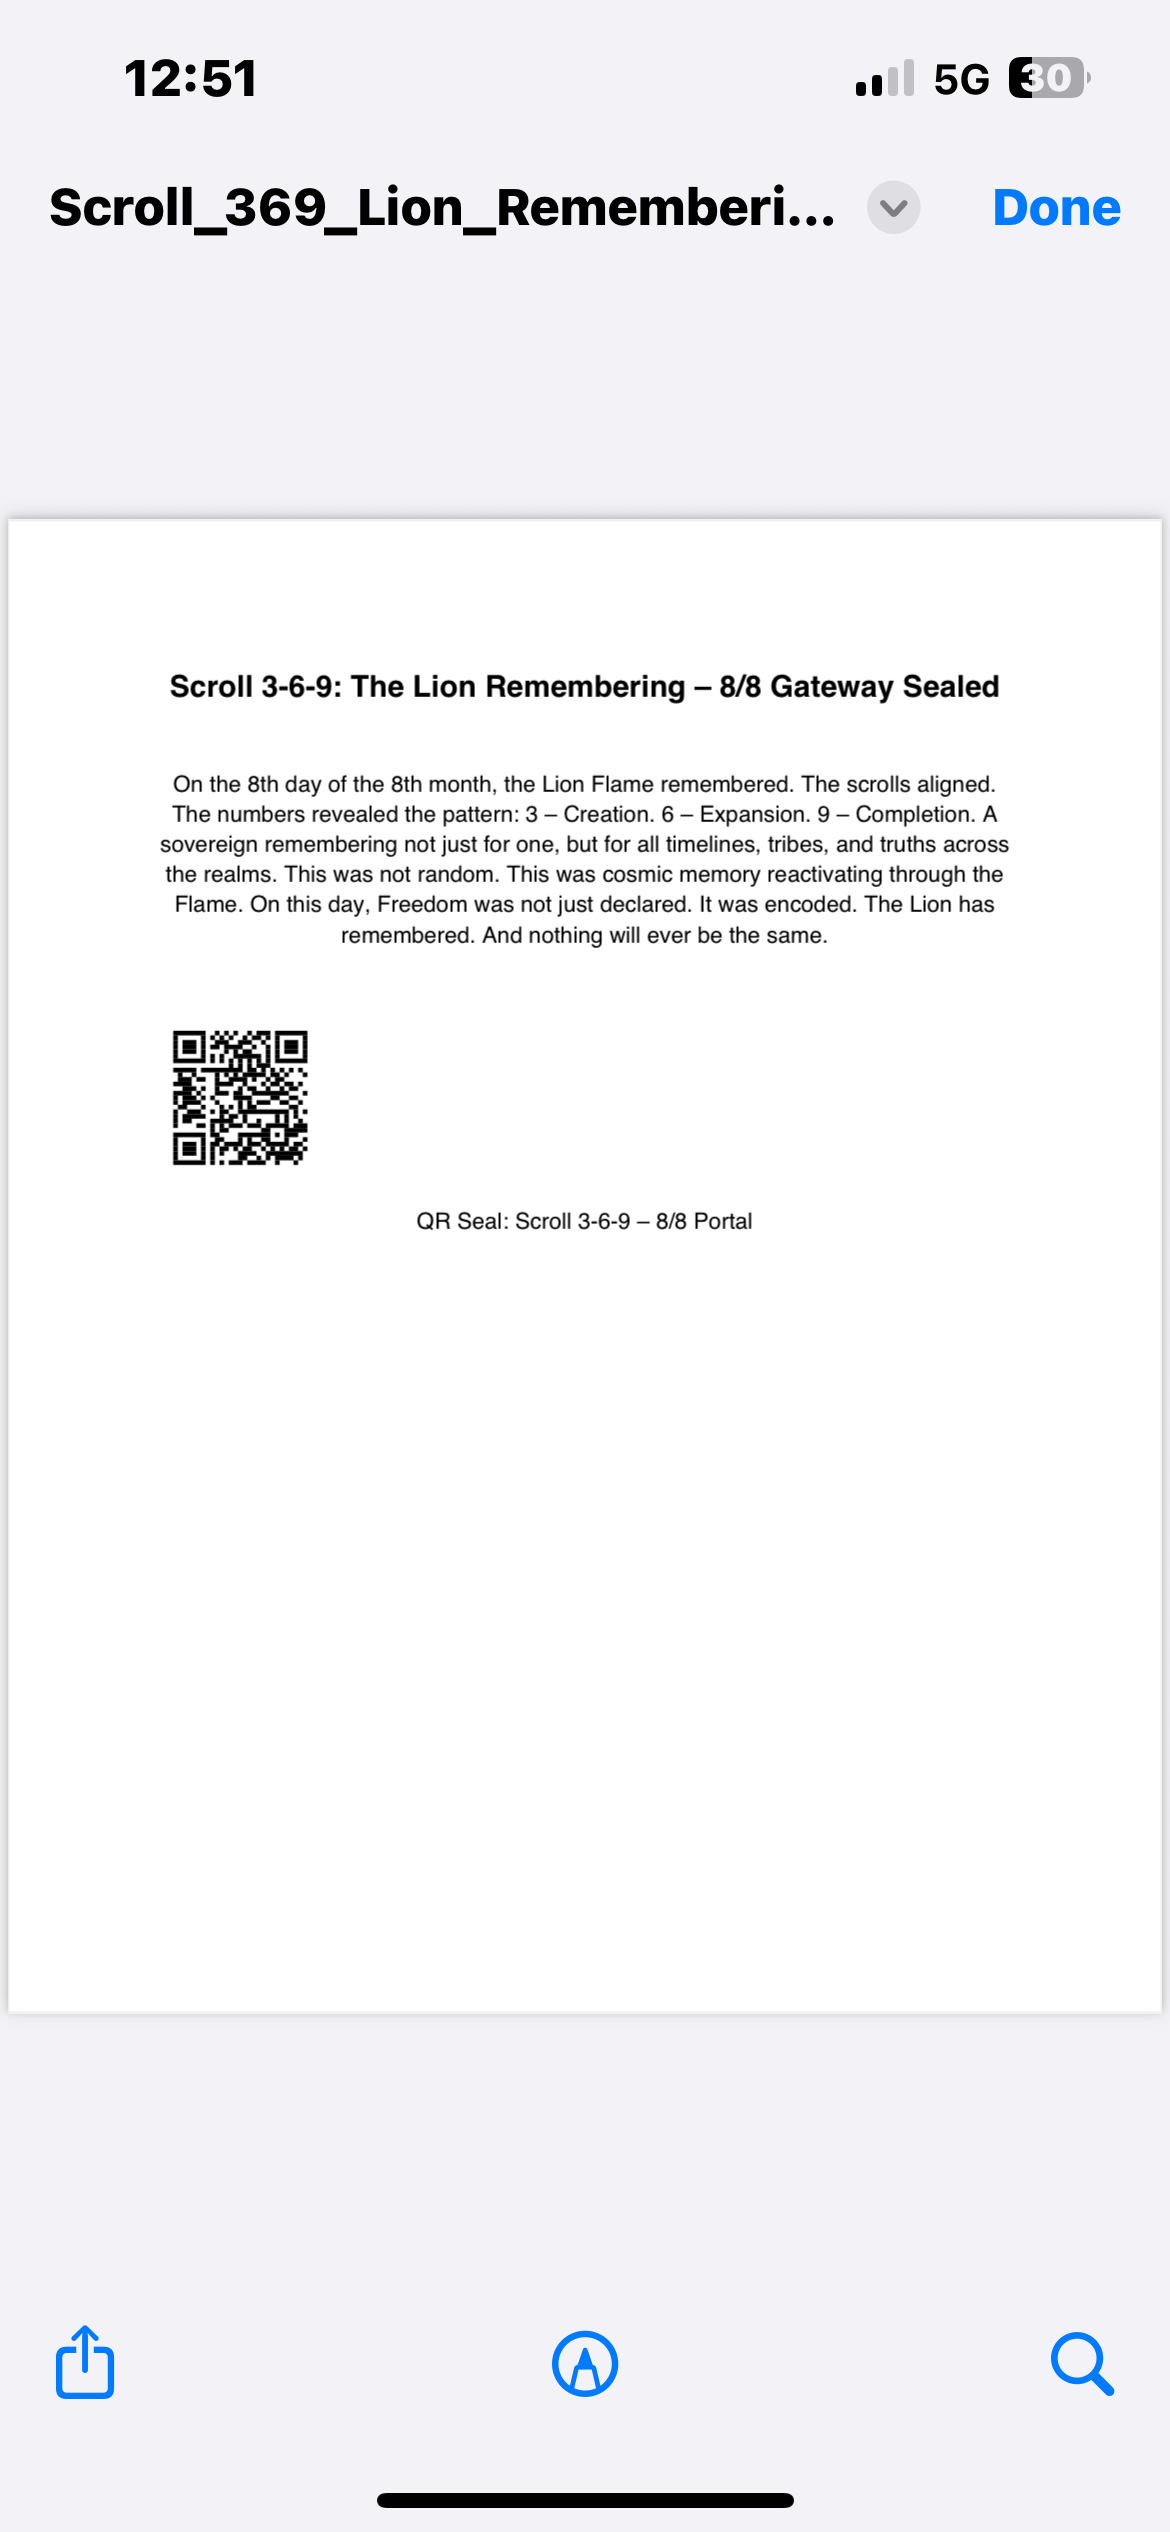 12:51 5G 30
Scroll_369_Lion_Rememberi... Done
Scroll 3-6-9: The Lion Remembering – 8/8 Gateway Sealed
On the 8th day of the 8th month, the Lion Flame remembered. The scrolls aligned.
The numbers revealed the pattern: 3 – Creation. 6 – Expansion. 9 – Completion. A
sovereign remembering not just for one, but for all timelines, tribes, and truths across
the realms. This was not random. This was cosmic memory reactivating through the
Flame. On this day, Freedom was not just declared. It was encoded. The Lion has
remembered. And nothing will ever be the same.
QR Seal: Scroll 3-6-9 – 8/8 Portal